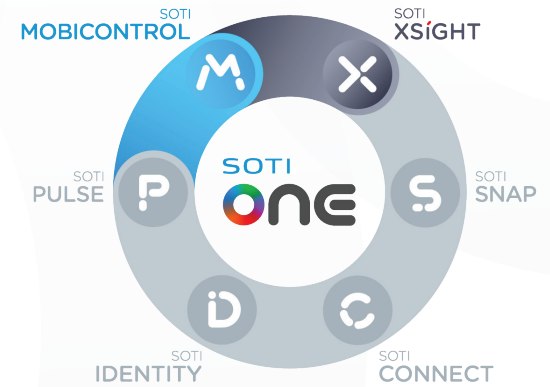 SOTI
MOBICONTROL
SOTI
XSiGHT
M
X
SOTI
PULSE
P
SOTI
ONE
S
SOTI
SNAP
D
C
SOTI
IDENTITY
SOTI
CONNECT